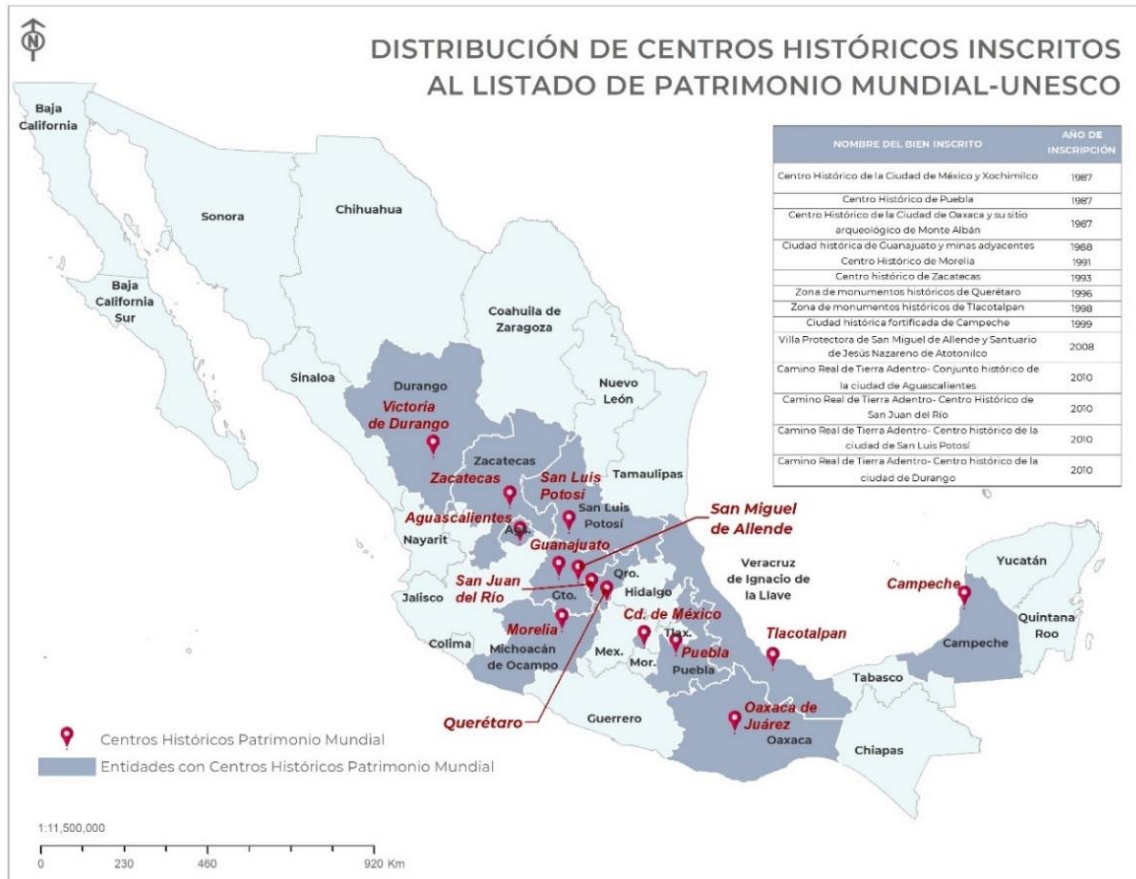 N
DISTRIBUCIÓN DE CENTROS HISTÓRICOS INSCRITOS
AL LISTADO DE PATRIMONIO MUNDIAL-UNESCO
NOMBRE DEL BIEN INSCRITO
AÑO DE
INSCRIPCIÓN
Centro Histórico de la Ciudad de México y Xochimilco 1987
Centro Histórico de Puebla 1987
Centro Histórico de la Ciudad de Oaxaca y su sitio
arqueológico de Monte Albán 1987
Ciudad histórica de Guanajuato y minas adyacentes 1988
Centro Histórico de Morelia 1991
Centro histórico de Zacatecas 1993
Zona de monumentos históricos de Querétaro 1996
Zona de monumentos históricos de Tlacotalpan 1998
Ciudad histórica fortificada de Campeche 1999
Villa Protectora de San Miguel de Allende y Santuario
de Jesús Nazareno de Atotonilco 2008
Camino Real de Tierra Adentro- Conjunto histórico de
la ciudad de Aguascalientes 2010
Camino Real de Tierra Adentro- Centro Histórico de
San Juan del Río 2010
Camino Real de Tierra Adentro- Centro histórico de la
ciudad de San Luis Potosí 2010
Camino Real de Tierra Adentro- Centro histórico de la
ciudad de Durango 2010
Baja
California
Sonora
Chihuahua
Baja
California
Sur
Coahuila de
Zaragoza
Sinaloa
Durango
Nuevo
León
Victoria
de Durango
Zacatecas
Tamaulipas
Zacatecas
San Luis
Potosí
San Luis
Potosí
San Miguel
de Allende
Aguascalientes
Ags.
Nayarit
Guanajuato
Yucatán
Veracruz
de Ignacio de
la Llave
San Juan
del Río
Qro.
Hidalgo
Campeche
Jalisco
Gto.
Quintana
Roo
Cd. de México
Morelia
Tlax.
Tlacotalpan
Colima
Michoacán
de Ocampo
Mex.
Puebla
Campeche
Mor.
Puebla
Tabasco
Querétaro
Guerrero
Oaxaca de
Juárez
Oaxaca
Chiapas
Centros Históricos Patrimonio Mundial
Entidades con Centros Históricos Patrimonio Mundial
1:11,500,000
0 230 460 920 Km